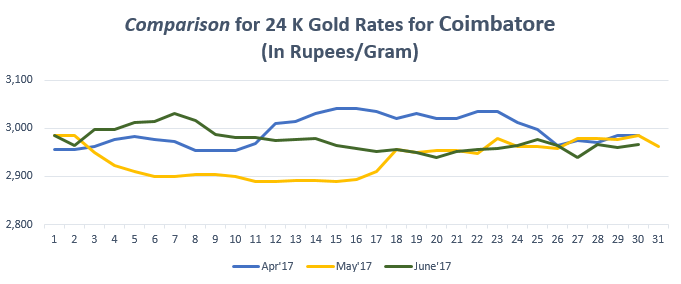 Comparison for 24 K Gold Rates for Coimbatore
(In Rupees/Gram)
3,100
3,000
2,900
2,800
1 2 3 4 5 6 7 8 9 10 11 12 13 14 15 16 17 18 19 20 21 22 23 24 25 26 27 28 29 30 31
Apr'17 May'17 June'17